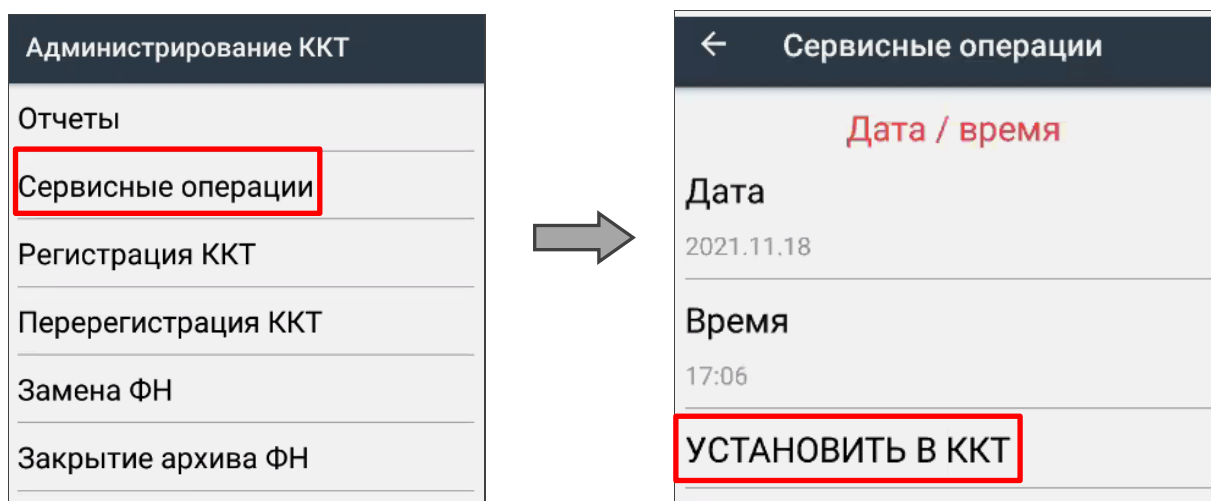 Администрирование ККТ
Отчеты
Сервисные операции
Регистрация ККТ
Перерегистрация ККТ
Замена ФН
Закрытие архива ФН
Сервисные операции
Дата / время
Дата
2021.11.18
Время
17:06
УСТАНОВИТЬ В ККТ